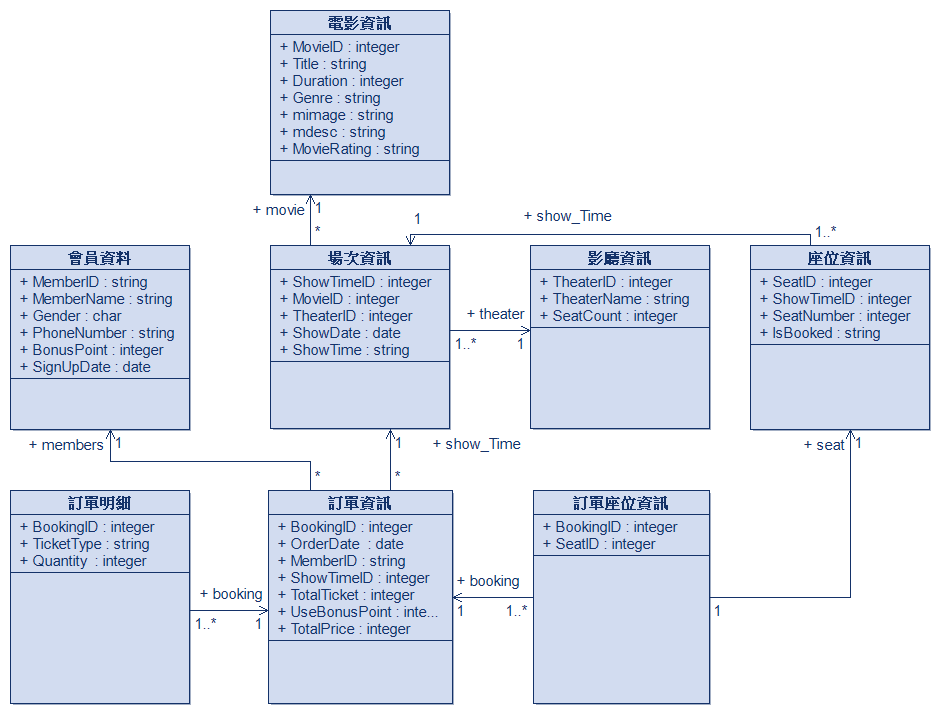 電影資訊
+ MovieID : integer
+ Title : string
+ Duration : integer
+ Genre : string
+ mimage : string
+ mdesc : string
+ MovieRating : string
+ movie
1
*
1
+ show_Time
1..*
會員資料
+ MemberID : string
+ MemberName : string
+ Gender : char
+ PhoneNumber : string
+ BonusPoint : integer
+ SignUpDate : date
場次資訊
+ ShowTimeID : integer
+ MovieID : integer
+ TheaterID : integer
+ ShowDate : date
+ ShowTime : string
+ theater
1..*
1
影廳資訊
+ TheaterID : integer
+ TheaterName : string
+ SeatCount : integer
座位資訊
+ SeatID : integer
+ ShowTimeID : integer
+ SeatNumber : integer
+ IsBooked : string
+ members
1
*
1
+ show_Time
*
+ seat
1
訂單明細
+ BookingID : integer
+ TicketType : string
+ Quantity : integer
+ booking
1..*
1
訂單資訊
+ BookingID : integer
+ OrderDate : date
+ MemberID : string
+ ShowTimeID : integer
+ TotalTicket : integer
+ UseBonusPoint : inte...
+ TotalPrice : integer
+ booking
1
1..*
訂單座位資訊
+ BookingID : integer
+ SeatID : integer
1